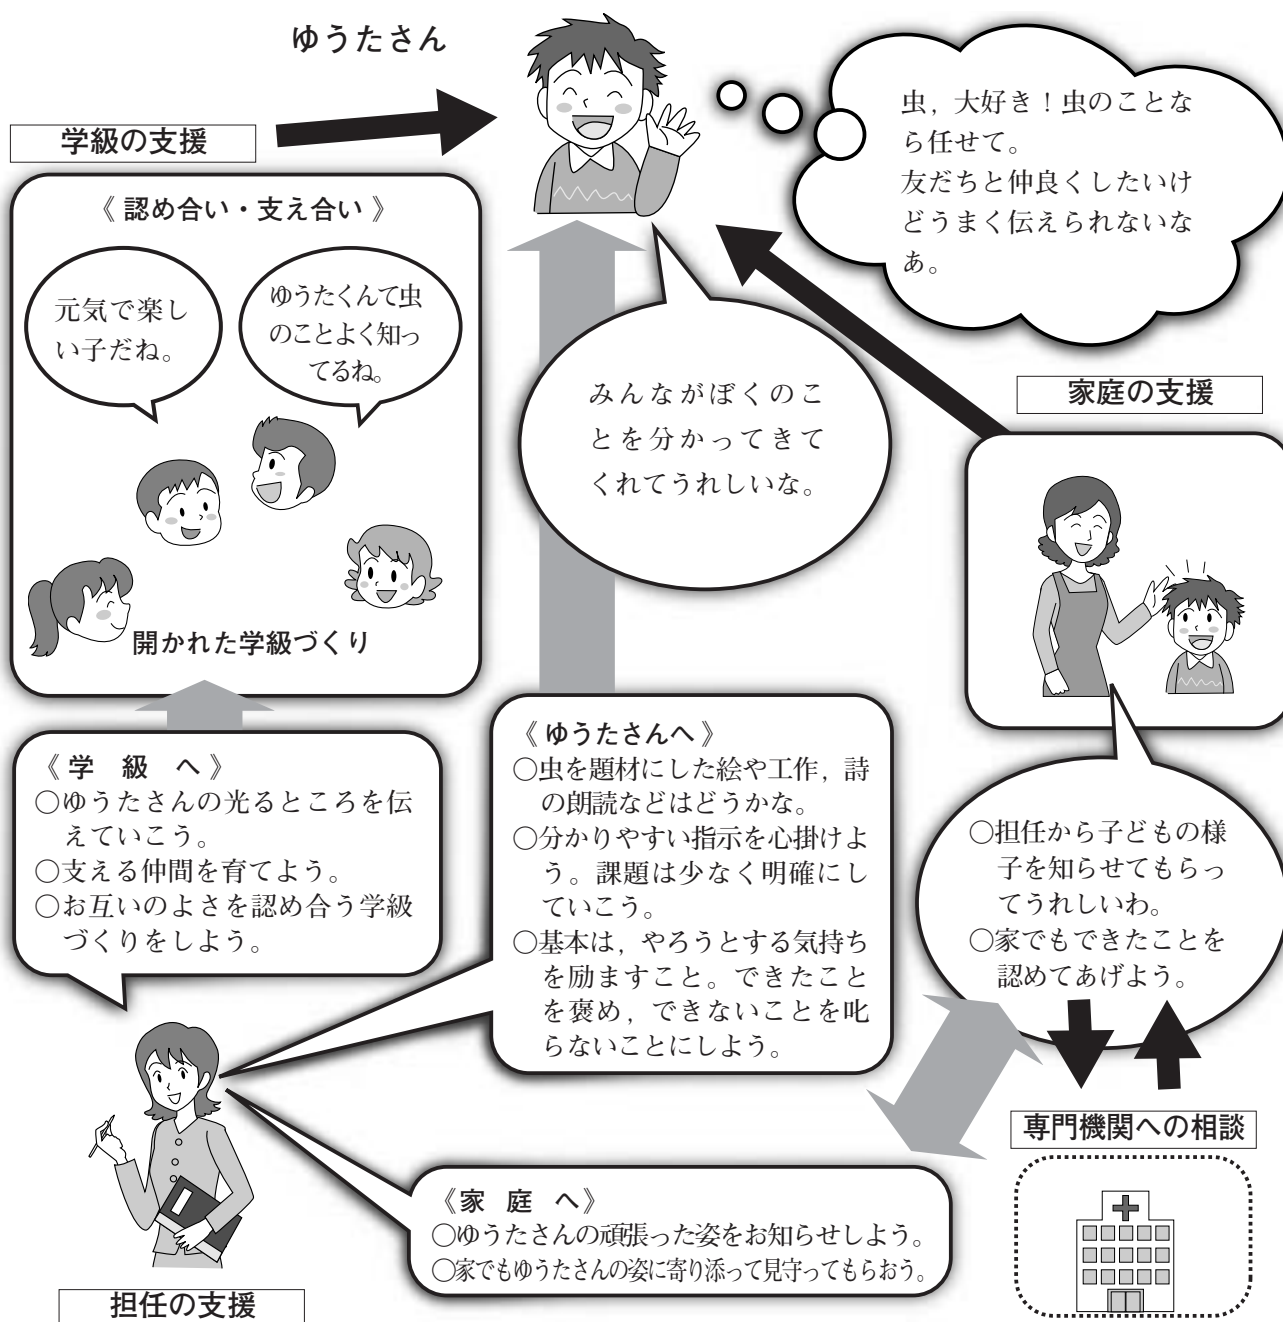 ゆうたさん
虫，大好き！虫のことな
ら任せて。
友だちと仲良くしたいけ
どうまく伝えられないな
あ。
学級の支援
《 認め合い・支え合い 》
元気で楽し
い子だね。
ゆうたくんて虫
のことよく知っ
てるね。
開かれた学級づくり
みんながぼくのこ
とを分かってきて
くれてうれしいな。
家庭の支援
《 学　級　へ 》
○ゆうたさんの光るところを伝
えていこう。
○支える仲間を育てよう。
○お互いのよさを認め合う学級
づくりをしよう。
《 ゆうたさんへ 》
○虫を題材にした絵や工作，詩
の朗読などはどうかな。
○分かりやすい指示を心掛けよ
う。課題は少なく明確にし
ていこう。
○基本は，やろうとする気持ち
を励ますこと。できたこと
を褒め，できないことを叱
らないことにしよう。
○担任から子どもの様
子を知らせてもらっ
てうれしいわ。
○家でもできたことを
認めてあげよう。
専門機関への相談
《家　庭　へ》
○ゆうたさんの頑張った姿をお知らせしよう。
○家でもゆうたさんの姿に寄り添って見守ってもらおう。
担任の支援